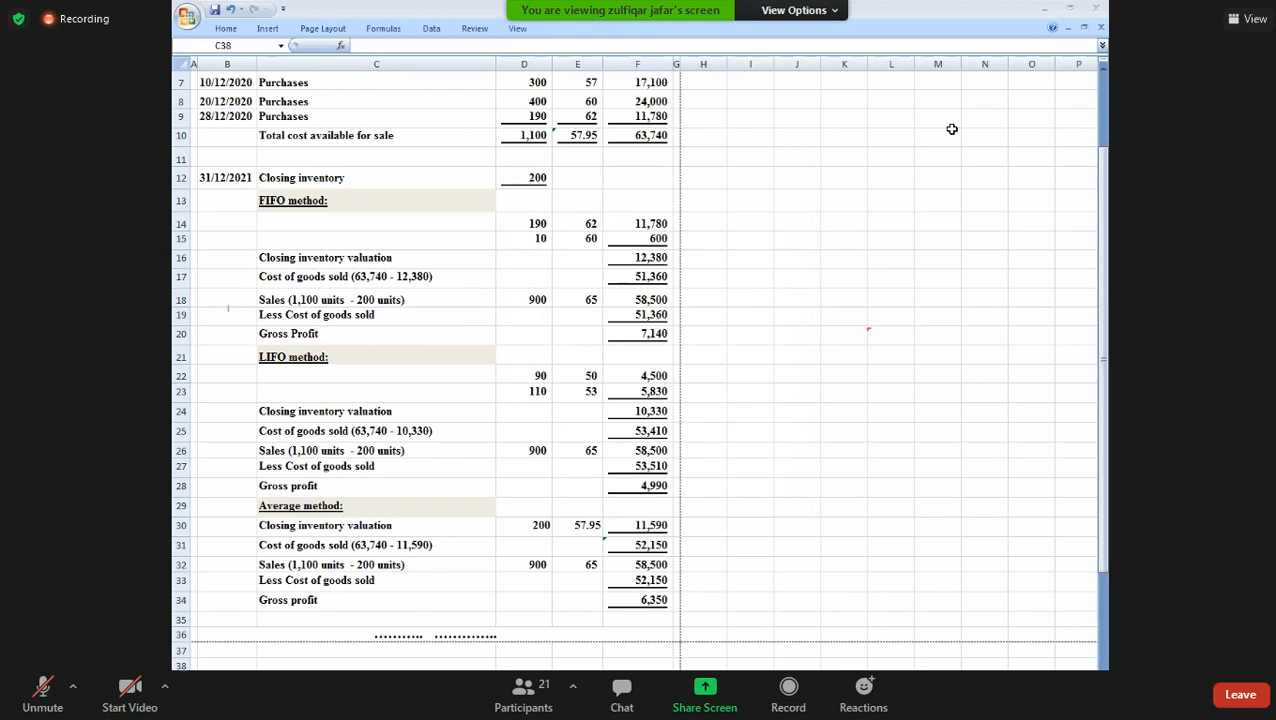 Recording
You are viewing zulfiqar jafar's screen
View Options
View
Home Insert Page Layout Formulas Data Review View
C38 fx
A B C D E F G H I J K L M N O P
7 10/12/2020 Purchases 300 57 17,100
8 20/12/2020 Purchases 400 60 24,000
9 28/12/2020 Purchases 190 62 11,780
10 Total cost available for sale 1,100 57.95 63,740
11
12 31/12/2021 Closing inventory 200
13 FIFO method:
14 190 62 11,780
15 10 60 600
16 Closing inventory valuation 12,380
17 Cost of goods sold (63,740 - 12,380) 51,360
18 Sales (1,100 units - 200 units) 900 65 58,500
19 Less Cost of goods sold 51,360
20 Gross Profit 7,140
21 LIFO method:
22 90 50 4,500
23 110 53 5,830
24 Closing inventory valuation 10,330
25 Cost of goods sold (63,740 - 10,330) 53,410
26 Sales (1,100 units - 200 units) 900 65 58,500
27 Less Cost of goods sold 53,510
28 Gross profit 4,990
29 Average method:
30 Closing inventory valuation 200 57.95 11,590
31 Cost of goods sold (63,740 - 11,590) 52,150
32 Sales (1,100 units - 200 units) 900 65 58,500
33 Less Cost of goods sold 52,150
34 Gross profit 6,350
35
36 ........... ..............
37
38
Unmute Start Video Participants 21 Chat Share Screen Record Reactions Leave